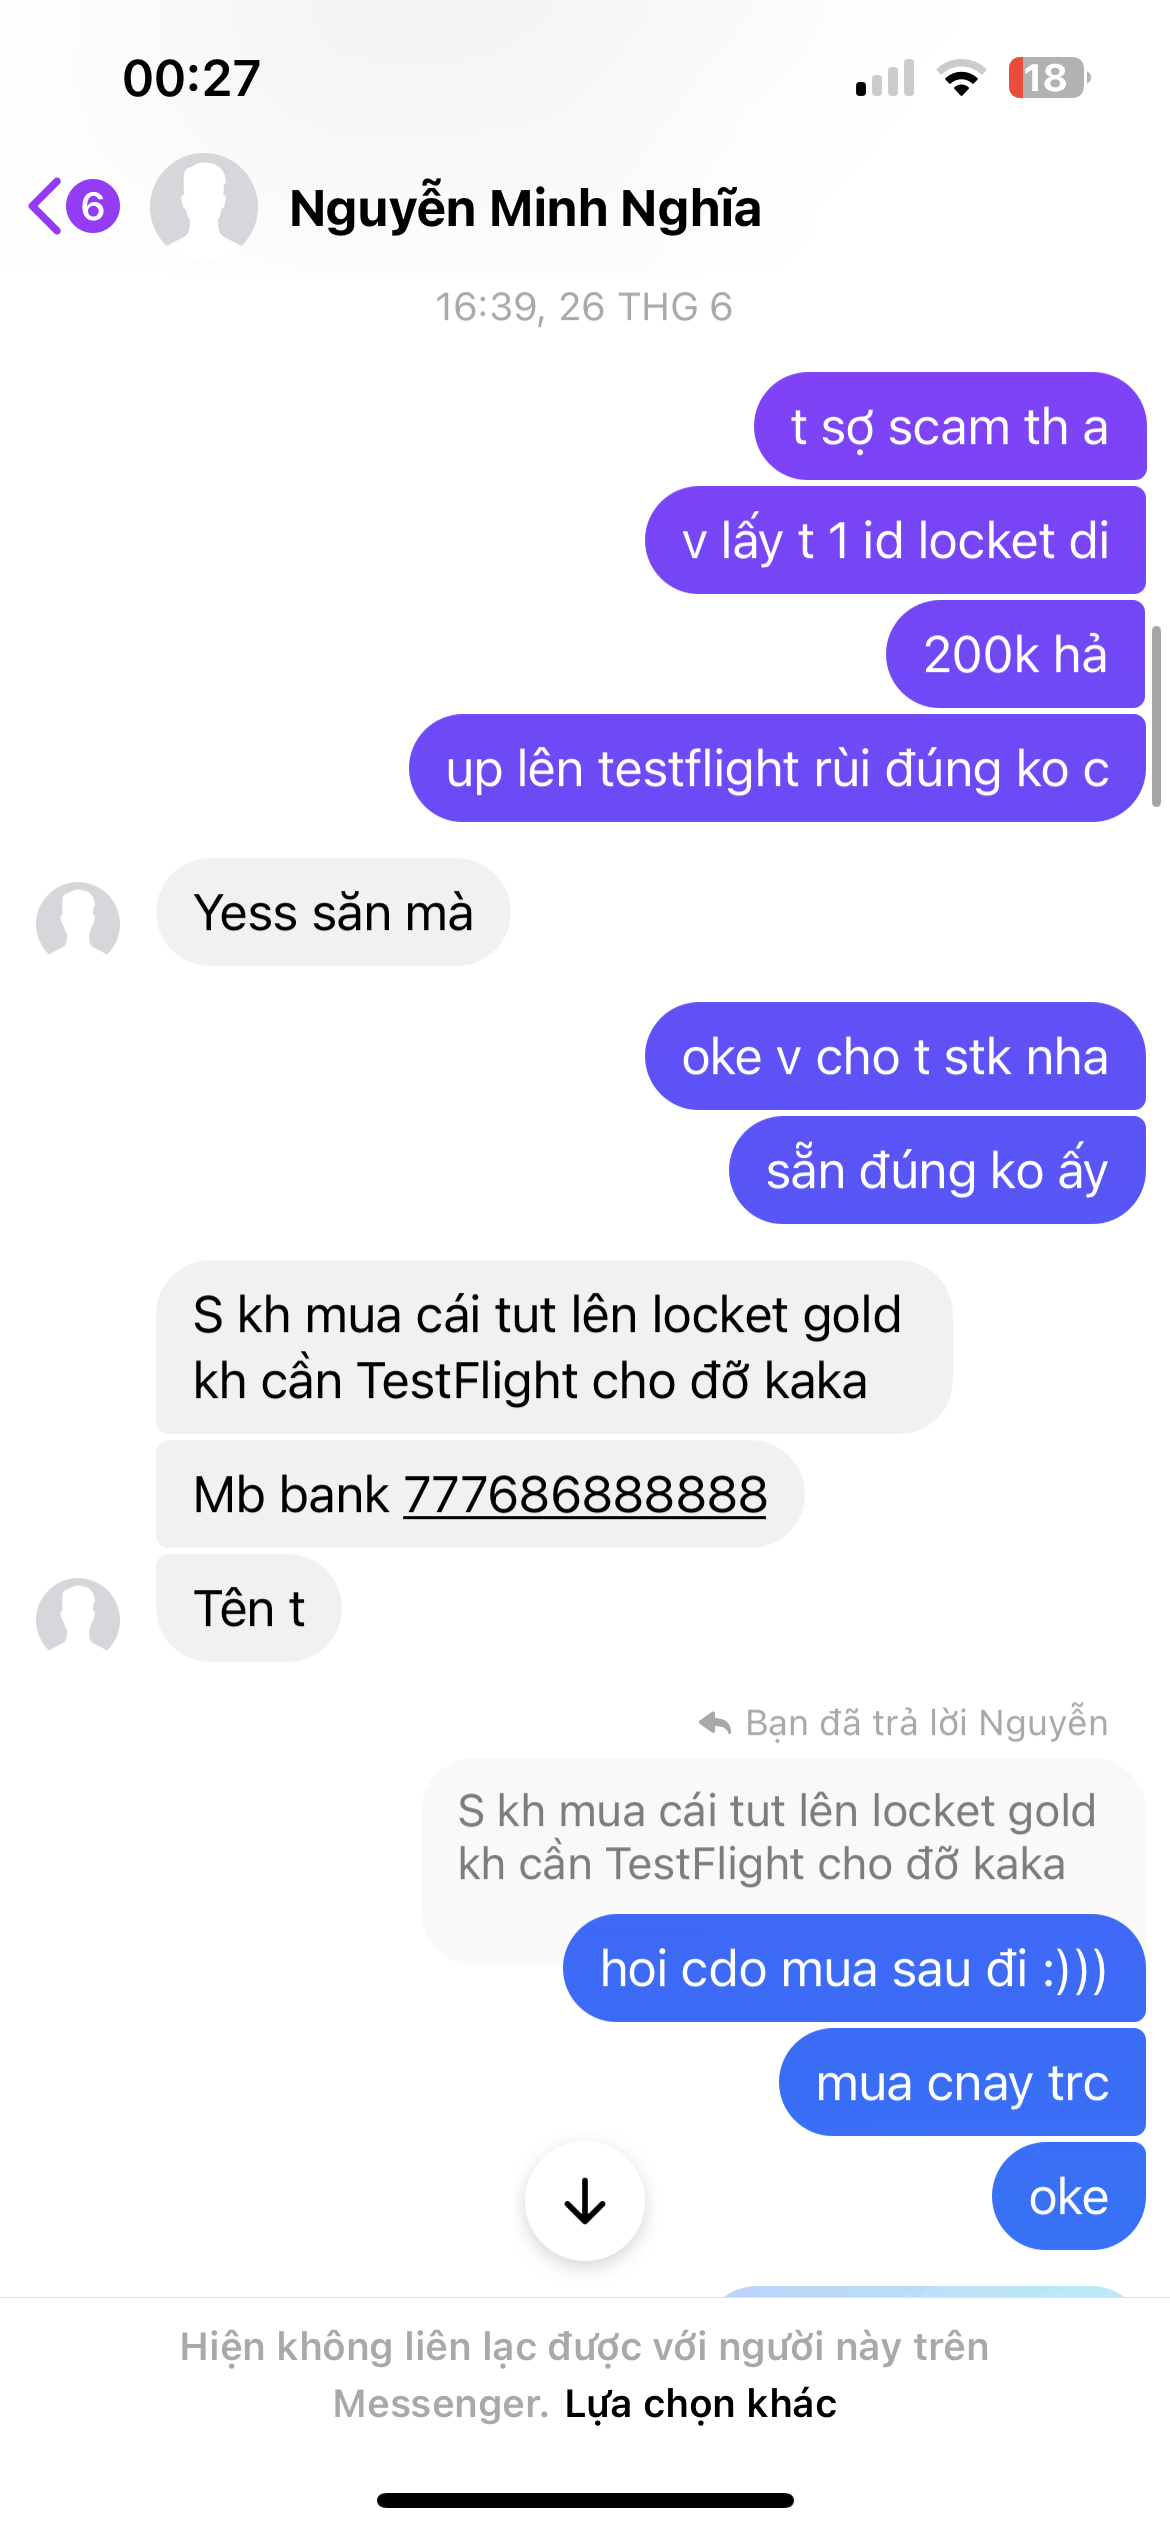 00:27
18
6
Nguyễn Minh Nghĩa
16:39, 26 THG 6
t sợ scam th a
v lấy t 1 id locket di
200k hả
up lên testflight rùi đúng ko c
Yess săn mà
oke v cho t stk nha
sẵn đúng ko ấy
S kh mua cái tut lên locket gold
kh cần TestFlight cho đỡ kaka
Mb bank 777686888888
Tên t
Bạn đã trả lời Nguyễn
S kh mua cái tut lên locket gold
kh cần TestFlight cho đỡ kaka
hoi cdo mua sau đi :)))
mua cnay trc
oke
Hiện không liên lạc được với người này trên
Messenger. Lựa chọn khác